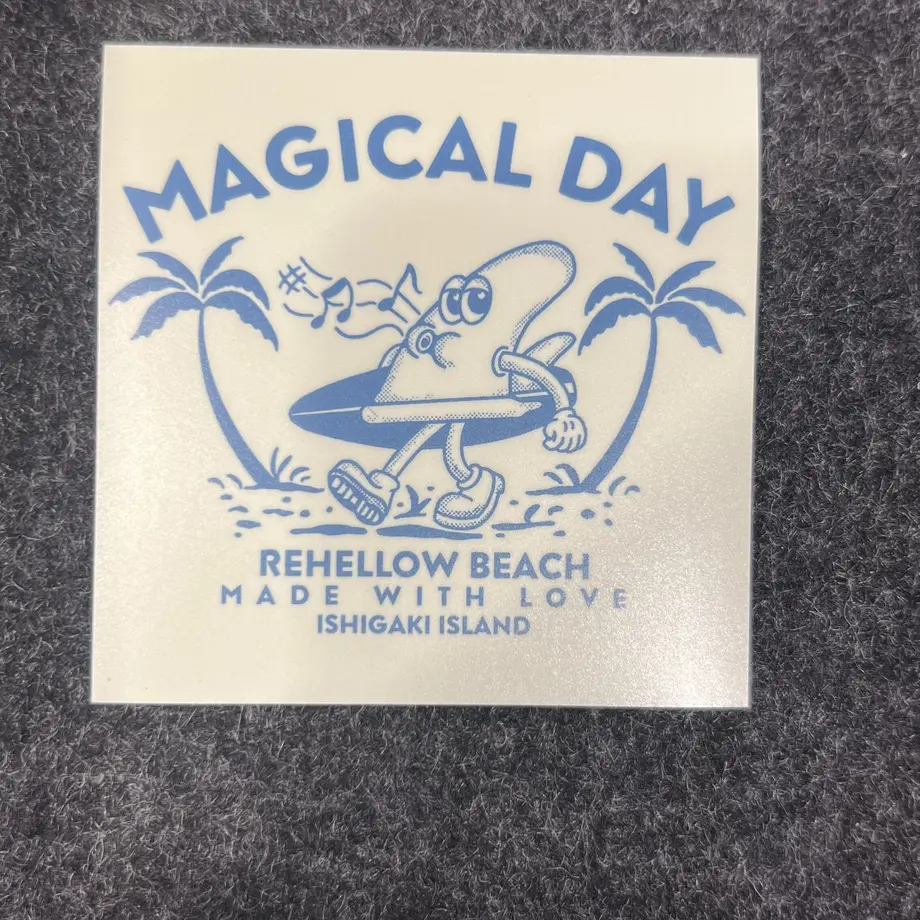 MAGICAL DAY
REHELLOW BEACH
MADE WITH LOVE
ISHIGAKI ISLAND